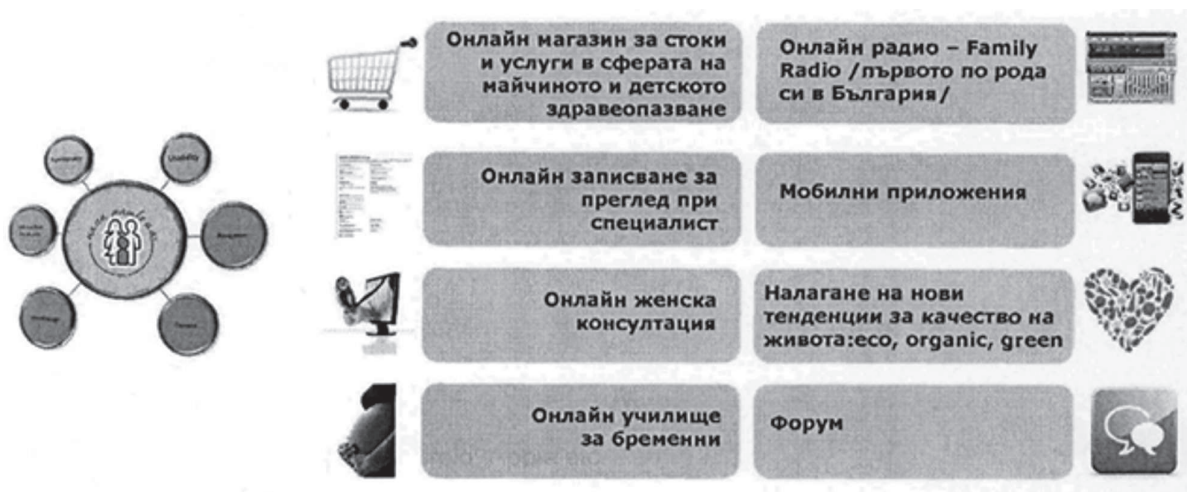 Usability
Онлайн магазин за стоки
и услуги в сферата на
майчиното и детското
здравеопазване
Онлайн радио – Family
Radio /първото по рода
си в България/
Онлайн записване за
преглед при
специалист
Мобилни приложения
Онлайн женска
консултация
Налагане на нови
тенденции за качество на
живота:eco, organic, green
Онлайн училище
за бременни
Форум